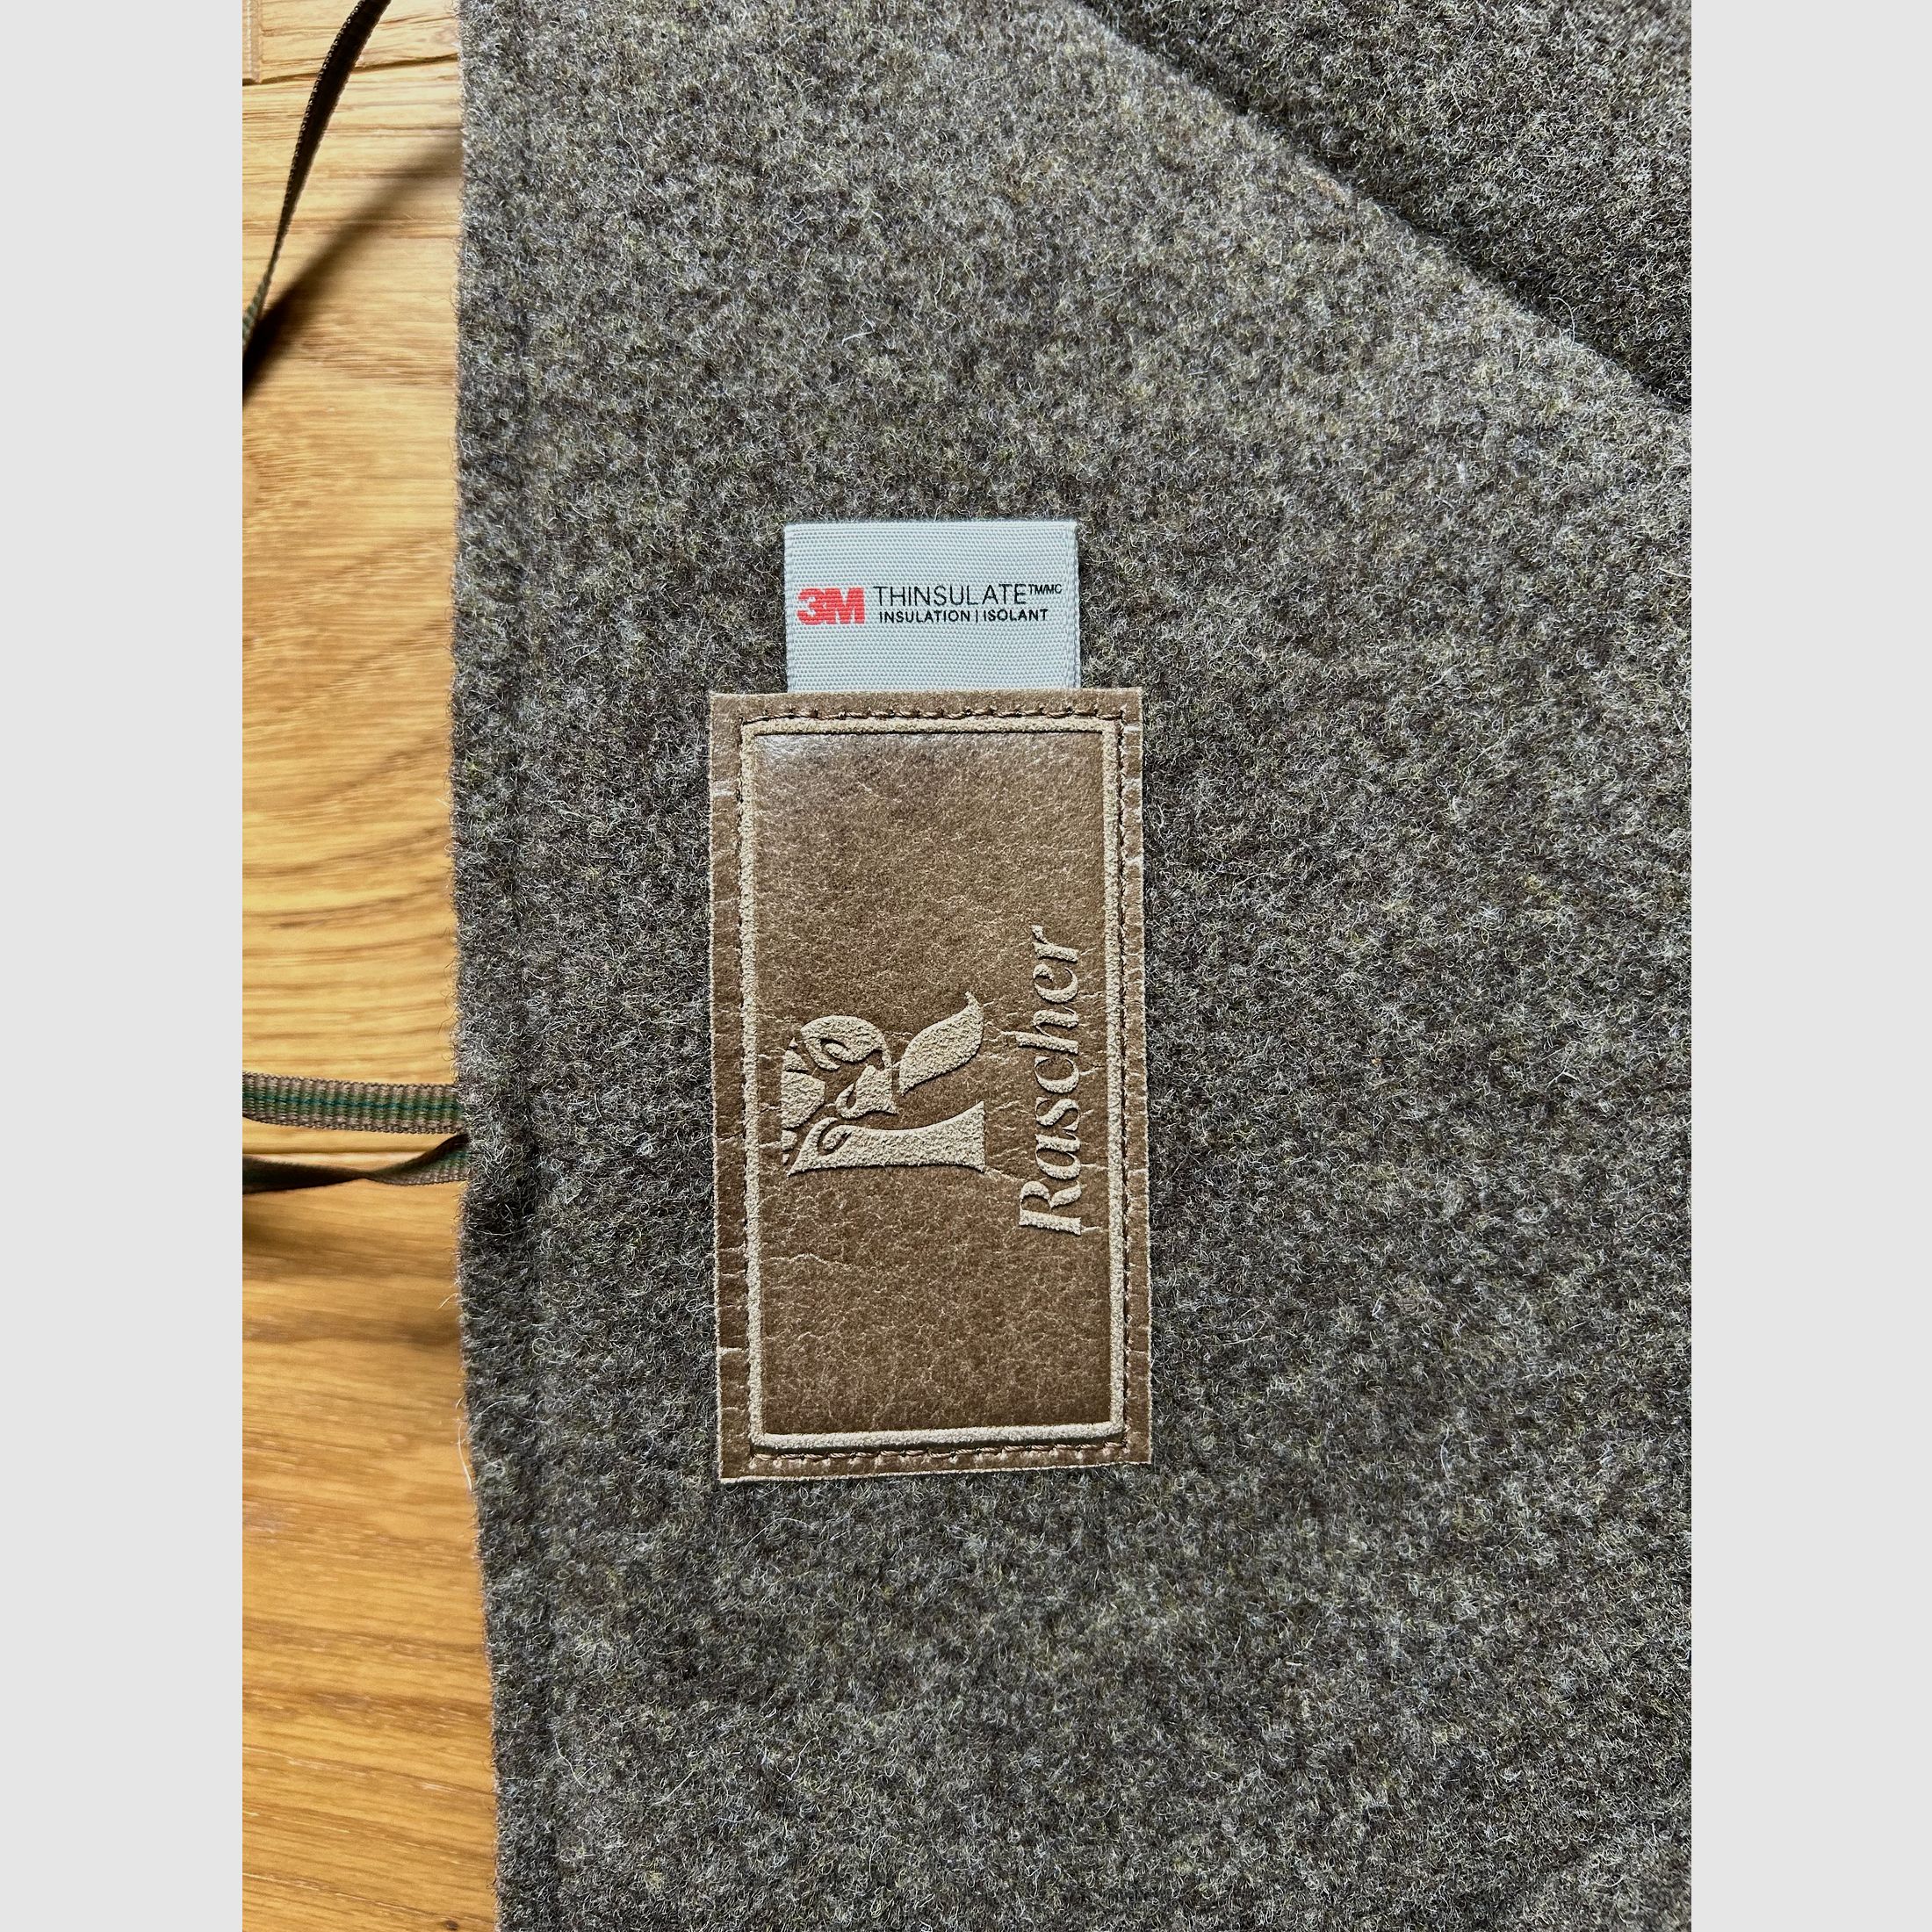 3M THINSULATE™/MC
INSULATION | ISOLANT
Rascher